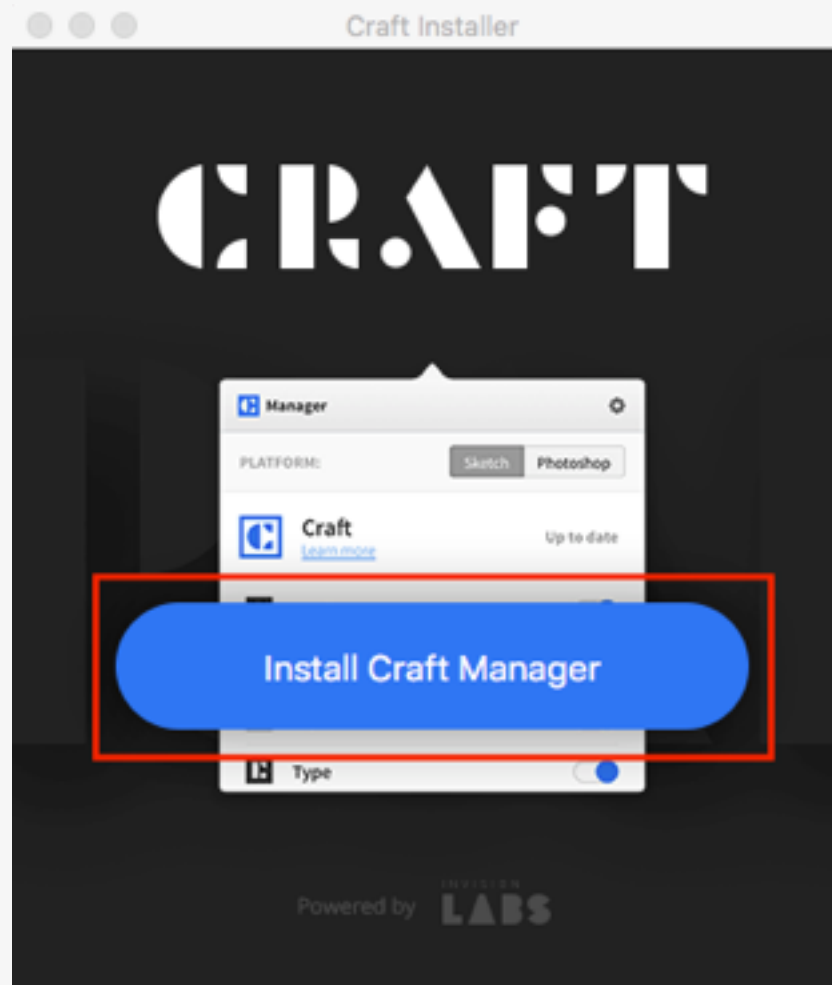 Craft Installer
CRAFT
Manager
PLATFORM: Sketch Photoshop
Craft
Learn more
Up to date
Install Craft Manager
Type
Powered by INVISION LABS